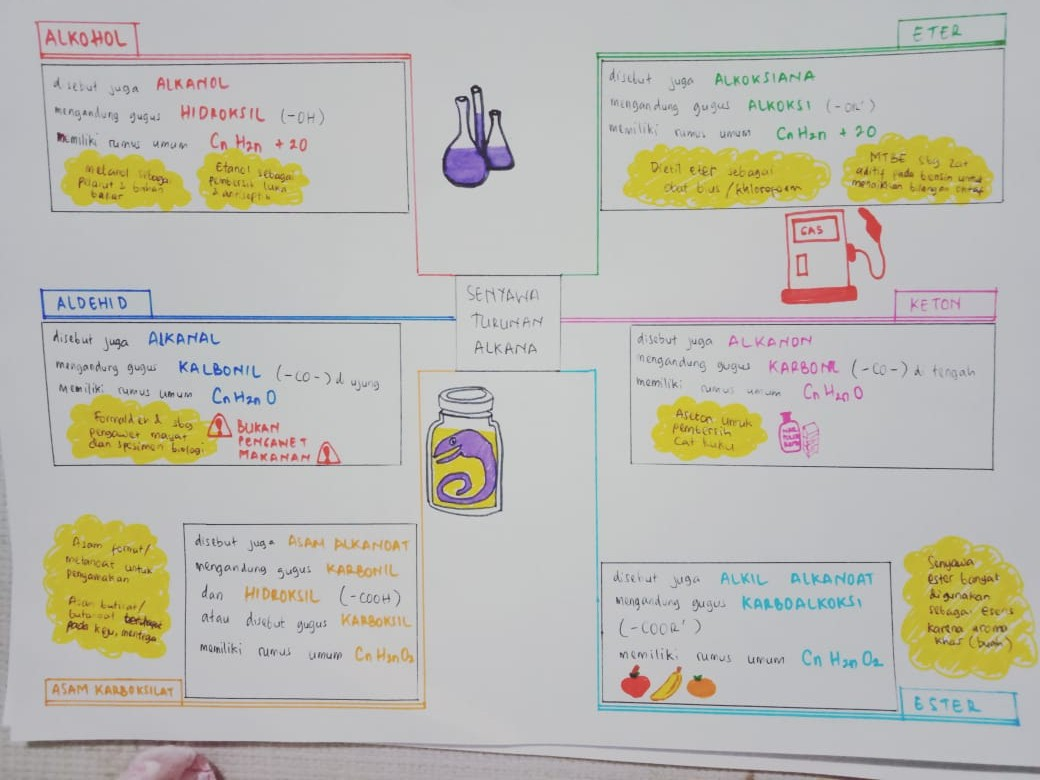 ALKOHOL
disebut juga ALKANOL
mengandung gugus HIDROKSIL (-OH)
memiliki rumus umum CnH2n +2O
metanol sebagai
pelarut & bahan
bakar
Etanol sebagai
pembersih luka
& antiseptik
ETER
disebut juga ALKOKSIANA
mengandung gugus ALKOKSI (-OR')
memiliki rumus umum CnH2n +2O
Dietil eter sebagai
obat bius / khloroform
MTBE sbg zat
aditif pada bensin untuk
menaikkan bilangan oktaf
GAS
SENYAWA
TURUNAN
ALKANA
ALDEHID
disebut juga ALKANAL
mengandung gugus KALBONIL (-CO-) di ujung
memiliki rumus umum CnH2nO
sbg
pengawet mayat
dan spesimen biologi
BUKAN
PENGAWET
MAKANAN
KETON
disebut juga ALKANON
mengandung gugus KARBONIL (-CO-) di tengah
memiliki rumus umum CnH2nO
Aseton untuk
pembersih
cat kuku
Asam format/
metanoat untuk
penyamakan
Asam butirat/
butanoat terdapat
pada keju, mentega
disebut juga ASAM ALKANOAT
mengandung gugus KARBONIL
dan HIDROKSIL (-COOH)
atau disebut gugus KARBOKSIL
memiliki rumus umum CnH2nO2
ASAM KARBOKSILAT
disebut juga ALKIL ALKANOAT
mengandung gugus KARBOALKOKSI
(-COOR')
memiliki rumus umum CnH2nO2
Senyawa
ester banyak
digunakan
sebagai esens
karena aroma
khas (buah)
ESTER